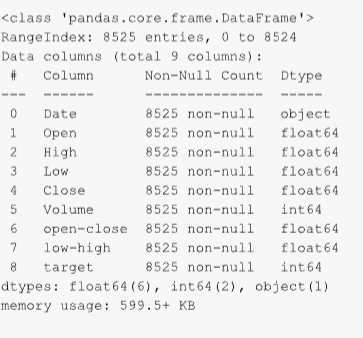 <class 'pandas.core.frame.DataFrame'>
RangeIndex: 8525 entries, 0 to 8524
Data columns (total 9 columns):
 #   Column      Non-Null Count  Dtype
---  ------      --------------  -----
 0   Date        8525 non-null   object
 1   Open        8525 non-null   float64
 2   High        8525 non-null   float64
 3   Low         8525 non-null   float64
 4   Close       8525 non-null   float64
 5   Volume      8525 non-null   int64
 6   open-close  8525 non-null   float64
 7   low-high    8525 non-null   float64
 8   target      8525 non-null   int64
dtypes: float64(6), int64(2), object(1)
memory usage: 599.5+ KB